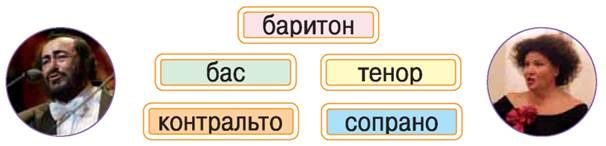 баритон
бас тенор
контральто сопрано